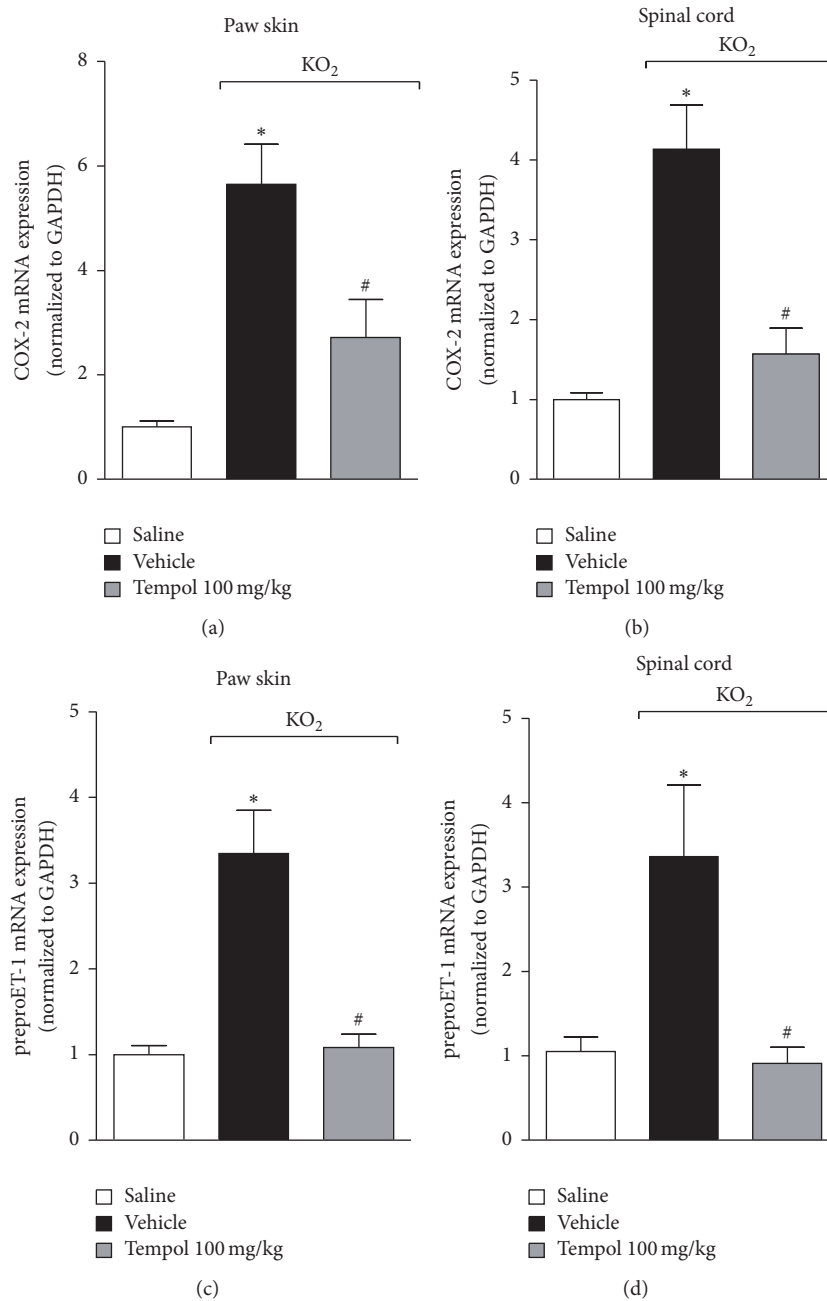 Paw skin
KO2
8
6
4
2
0
COX-2 mRNA expression
(normalized to GAPDH)
*
#
Saline
Vehicle
Tempol 100 mg/kg
(a)
Spinal cord
KO2
5
4
3
2
1
0
COX-2 mRNA expression
(normalized to GAPDH)
*
#
Saline
Vehicle
Tempol 100 mg/kg
(b)
Paw skin
KO2
5
4
3
2
1
0
preproET-1 mRNA expression
(normalized to GAPDH)
*
#
Saline
Vehicle
Tempol 100 mg/kg
(c)
Spinal cord
KO2
5
4
3
2
1
0
preproET-1 mRNA expression
(normalized to GAPDH)
*
#
Saline
Vehicle
Tempol 100 mg/kg
(d)